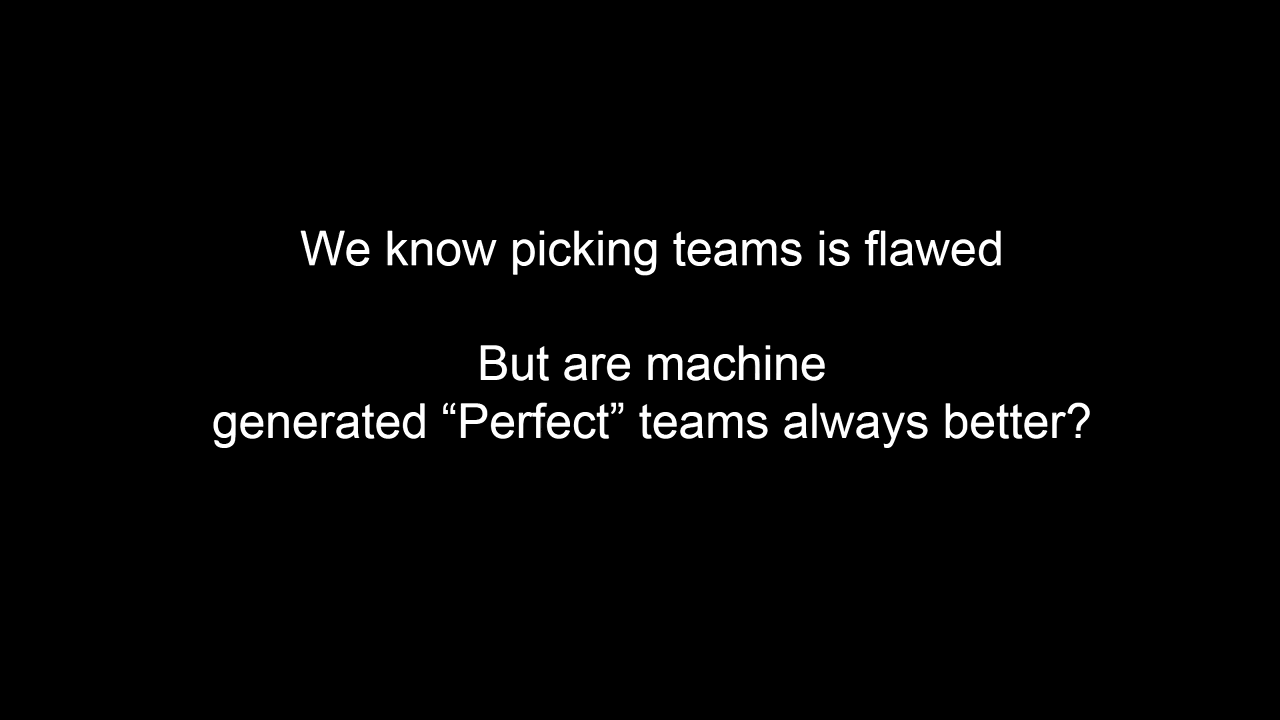 We know picking teams is flawed
But are machine
generated “Perfect” teams always better?